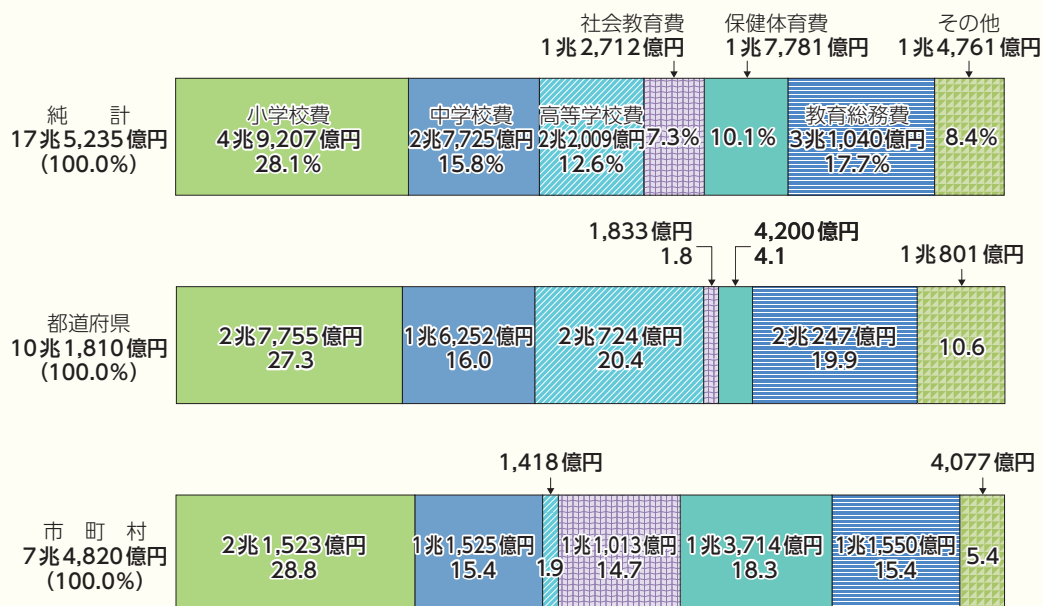 社会教育費
1兆2,712億円
保健体育費
1兆7,781億円
その他
1兆4,761億円
純　計
17兆5,235億円
(100.0%)
小学校費
4兆9,207億円
28.1%
中学校費
2兆7,725億円
15.8%
高等学校費
2兆2,009億円
12.6%
7.3%
10.1%
教育総務費
3兆1,040億円
17.7%
8.4%
1,833億円
1.8
4,200億円
4.1
1兆801億円
都道府県
10兆1,810億円
(100.0%)
2兆7,755億円
27.3
1兆6,252億円
16.0
2兆724億円
20.4
2兆247億円
19.9
10.6
1,418億円
4,077億円
市町村
7兆4,820億円
(100.0%)
2兆1,523億円
28.8
1兆1,525億円
15.4
1.9
1兆1,013億円
14.7
1兆3,714億円
18.3
1兆1,550億円
15.4
5.4